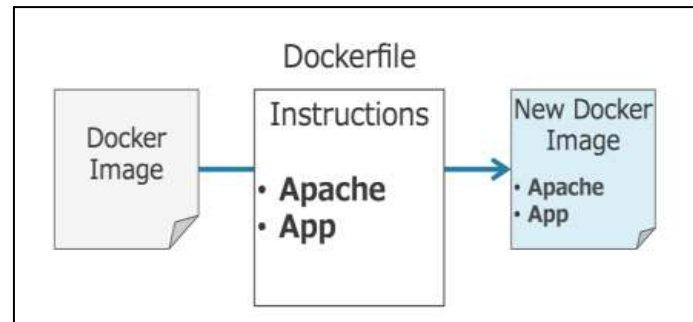 Dockerfile
Docker
Image
Instructions
• Apache
• App
New Docker
Image
• Apache
• App